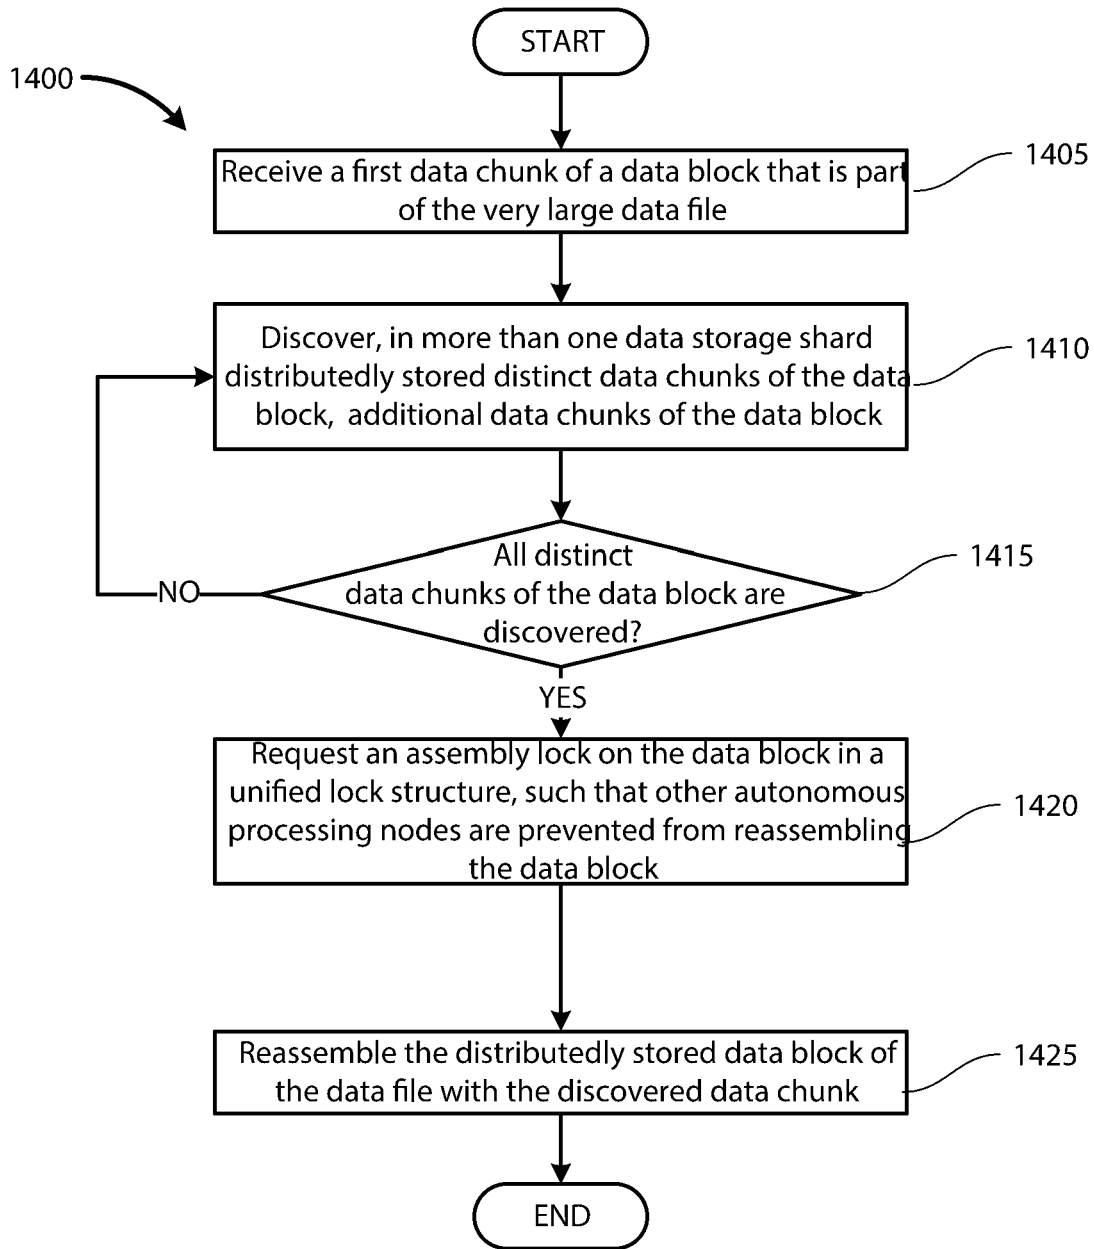 START
1400
Receive a first data chunk of a data block that is part
of the very large data file
1405
Discover, in more than one data storage shard
distributedly stored distinct data chunks of the data
block, additional data chunks of the data block
1410
All distinct
data chunks of the data block are
discovered?
1415
NO
YES
Request an assembly lock on the data block in a
unified lock structure, such that other autonomous
processing nodes are prevented from reassembling
the data block
1420
Reassemble the distributedly stored data block of
the data file with the discovered data chunk
1425
END